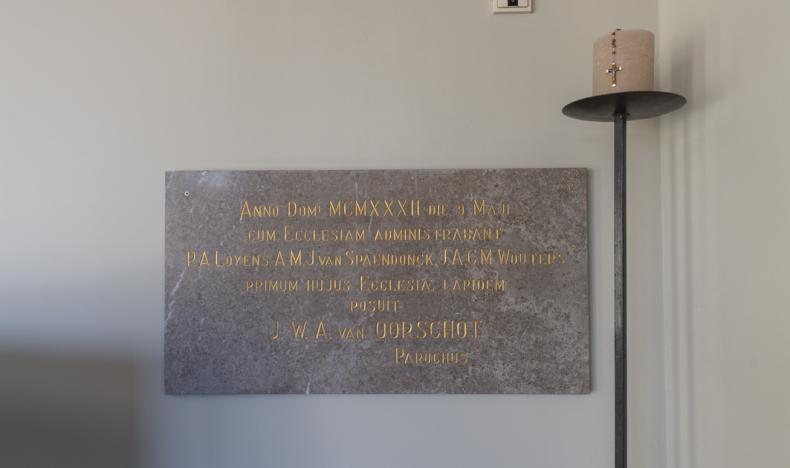 Anno Dom! MCMXXXII die 9 Maji
cum Ecclesiam administrabant
P.A.Loyens, A.M.J.van Spaendonck, J.A.C.M.Wouters
primum hujus Ecclesiæ lapidem
posuit
J.W.A. van OORSCHOT
Parochus